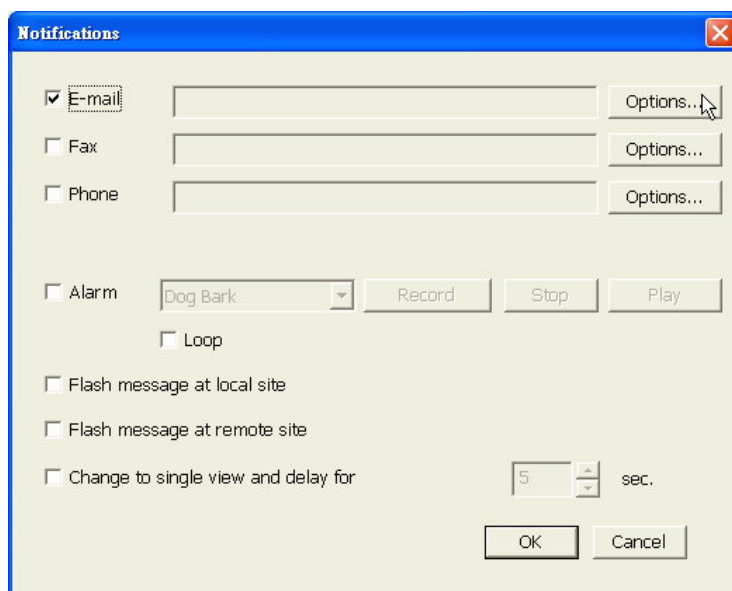 Notifications
E-mail Options...
Fax Options...
Phone Options...
Alarm Dog Bark Record Stop Play
Loop
Flash message at local site
Flash message at remote site
Change to single view and delay for 5 sec.
OK Cancel